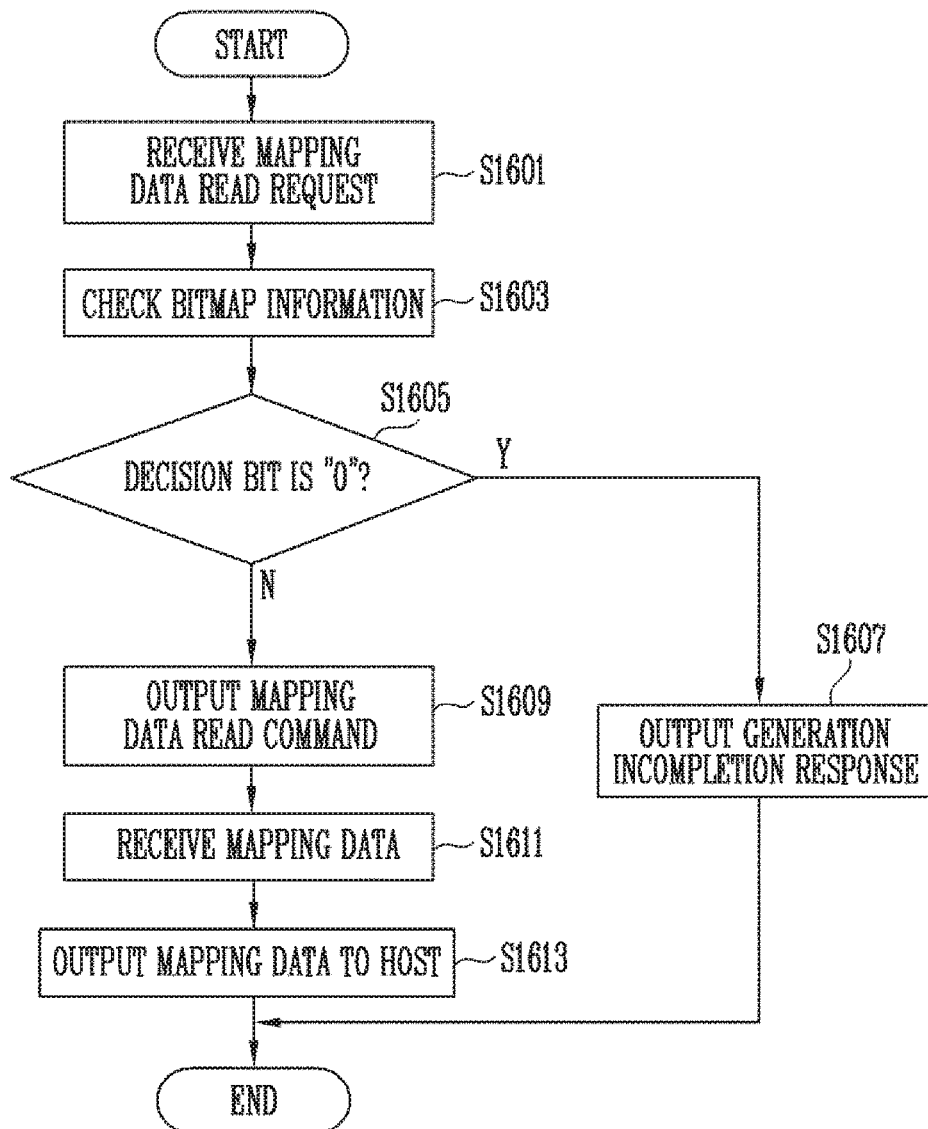 START
RECEIVE MAPPING
DATA READ REQUEST
S1601
CHECK BITMAP INFORMATION
S1603
S1605
DECISION BIT IS "0"?
Y
N
S1607
OUTPUT MAPPING
DATA READ COMMAND
S1609
OUTPUT GENERATION
INCOMPLETION RESPONSE
RECEIVE MAPPING DATA
S1611
OUTPUT MAPPING DATA TO HOST
S1613
END